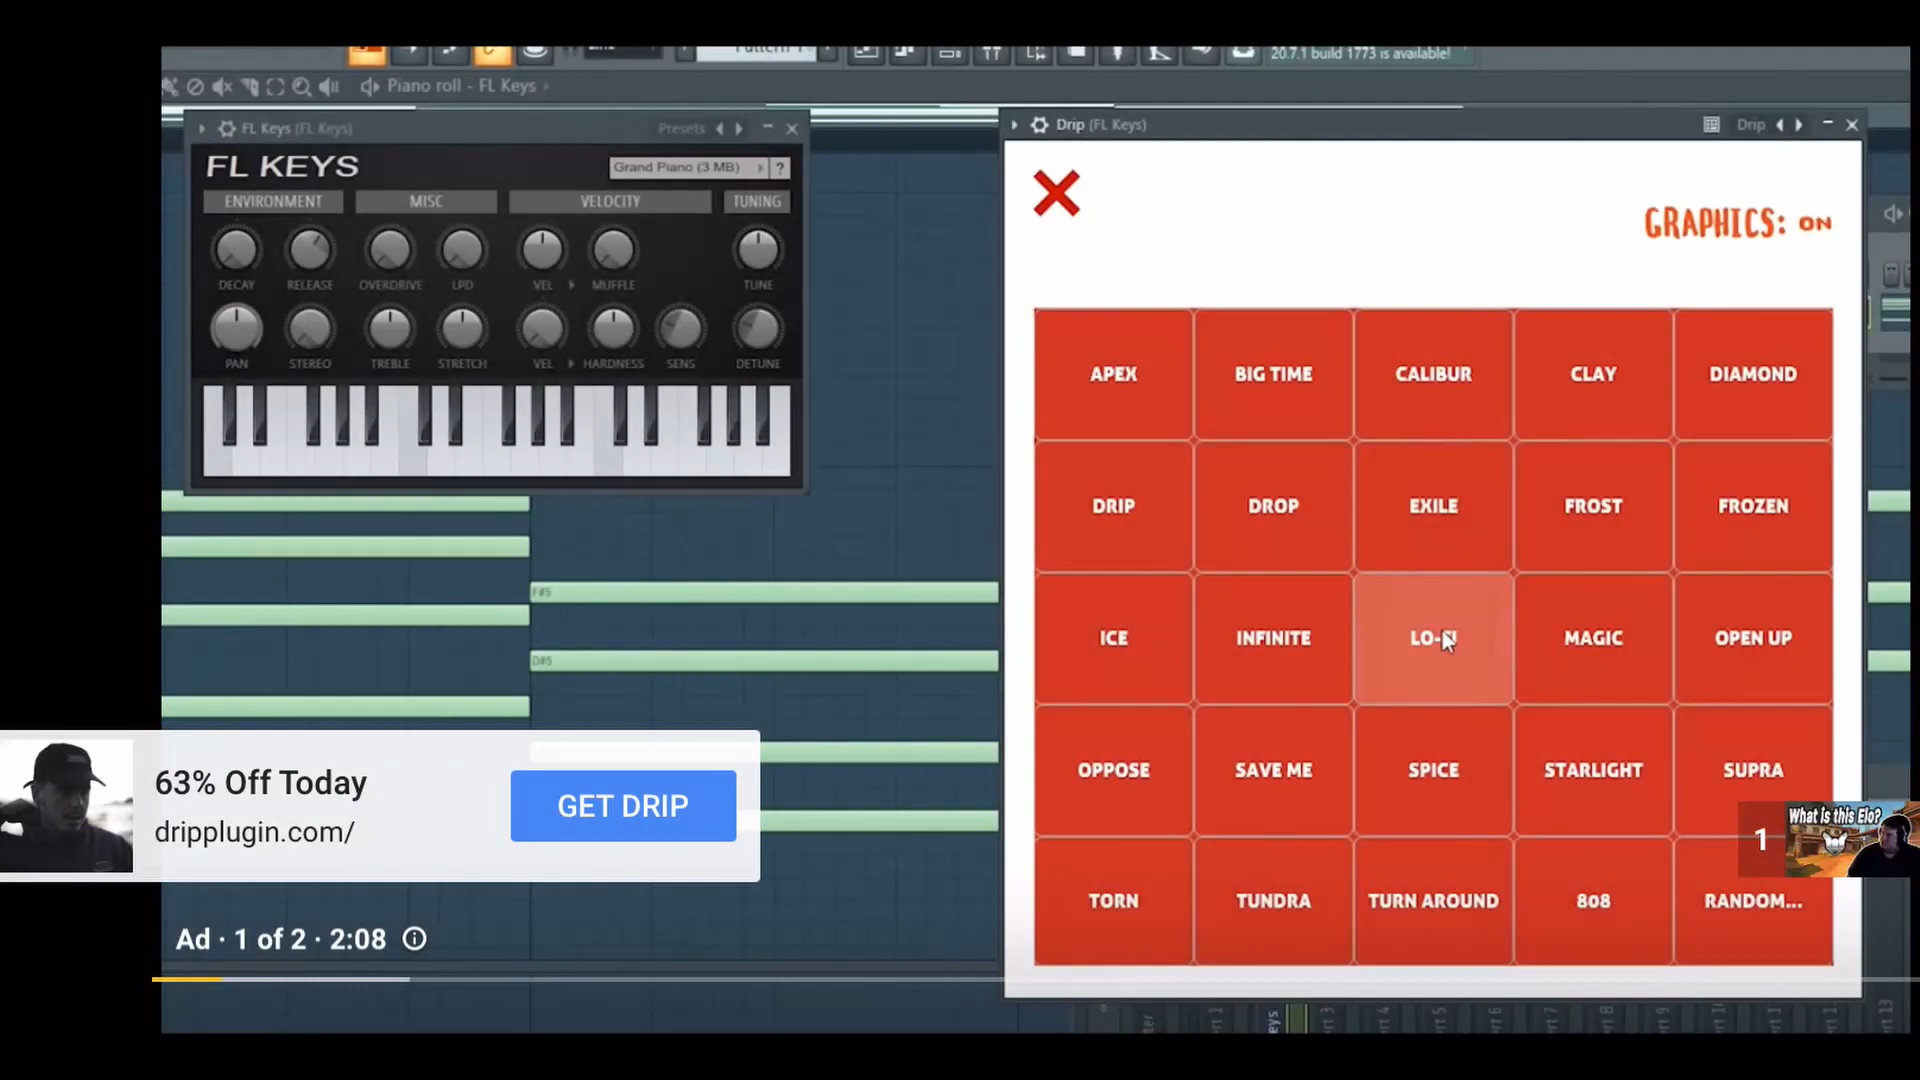 20.7.1 build 1773 is available!
Piano roll - FL Keys
FL Keys (FL Keys)
Presets
FL KEYS
Grand Piano (3 MB)
?
ENVIRONMENT
MISC
VELOCITY
TUNING
DECAY
RELEASE
OVERDRIVE
LPD
VEL
MUFFLE
TUNE
PAN
STEREO
TREBLE
STRETCH
VEL
HARDNESS
SENS
DETUNE
Drip (FL Keys)
Drip
GRAPHICS: ON
APEX
BIG TIME
CALIBUR
CLAY
DIAMOND
DRIP
DROP
EXILE
FROST
FROZEN
ICE
INFINITE
LO-FI
MAGIC
OPEN UP
OPPOSE
SAVE ME
SPICE
STARLIGHT
SUPRA
TORN
TUNDRA
TURN AROUND
808
RANDOM...
F#5
D#5
63% Off Today
dripplugin.com/
GET DRIP
What is this Elo?
1
Ad · 1 of 2 · 2:08